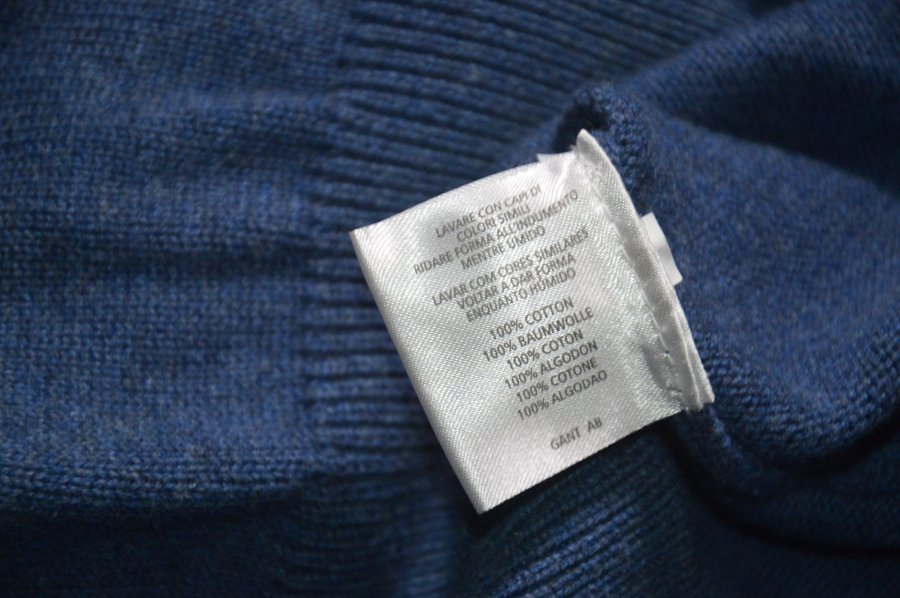 LAVARE CON CAPI DI
COLORI SIMILI
RIDARE FORMA ALL'INDUMENTO
MENTRE UMIDO
LAVAR COM CORES SIMILARES
VOLTAR A DAR FORMA
ENQUANTO HÚMIDO
100% COTTON
100% BAUMWOLLE
100% COTON
100% ALGODON
100% COTONE
100% ALGODAO
GANT AB